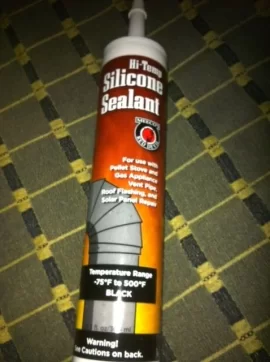 Hi-Temp
Silicone
Sealant
For use with
Pellet Stove and
Gas Appliance
Vent Pipe,
Roof Flashing, and
Solar Panel Repair
Temperature Range
-75°F to 500°F
BLACK
Warning!
Cautions on back.